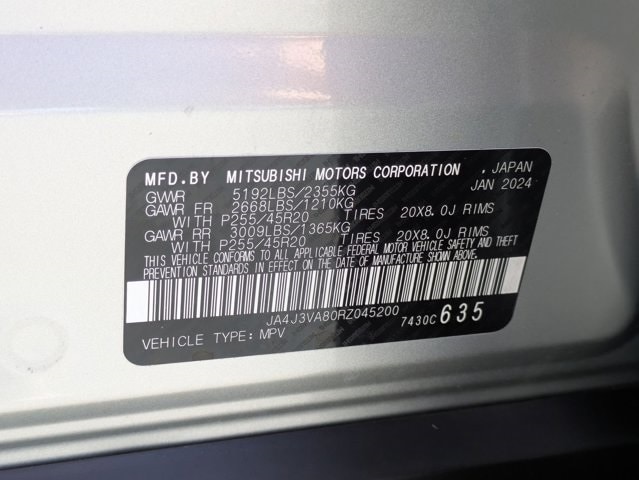 MFD.BY MITSUBISHI MOTORS CORPORATION , JAPAN
GVWR 5192LBS/2355KG JAN 2024
GAWR FR 2668LBS/1210KG
WITH P255/45R20 TIRES 20X8.0J RIMS
GAWR RR 3009LBS/1365KG
WITH P255/45R20 TIRES 20X8.0J RIMS
THIS VEHICLE CONFORMS TO ALL APPLICABLE FEDERAL MOTOR VEHICLE SAFETY AND THEFT
PREVENTION STANDARDS IN EFFECT ON THE DATE OF MANUFACTURE SHOWN ABOVE.
JA4J3VA80RZ045200 7430C 635
VEHICLE TYPE: MPV